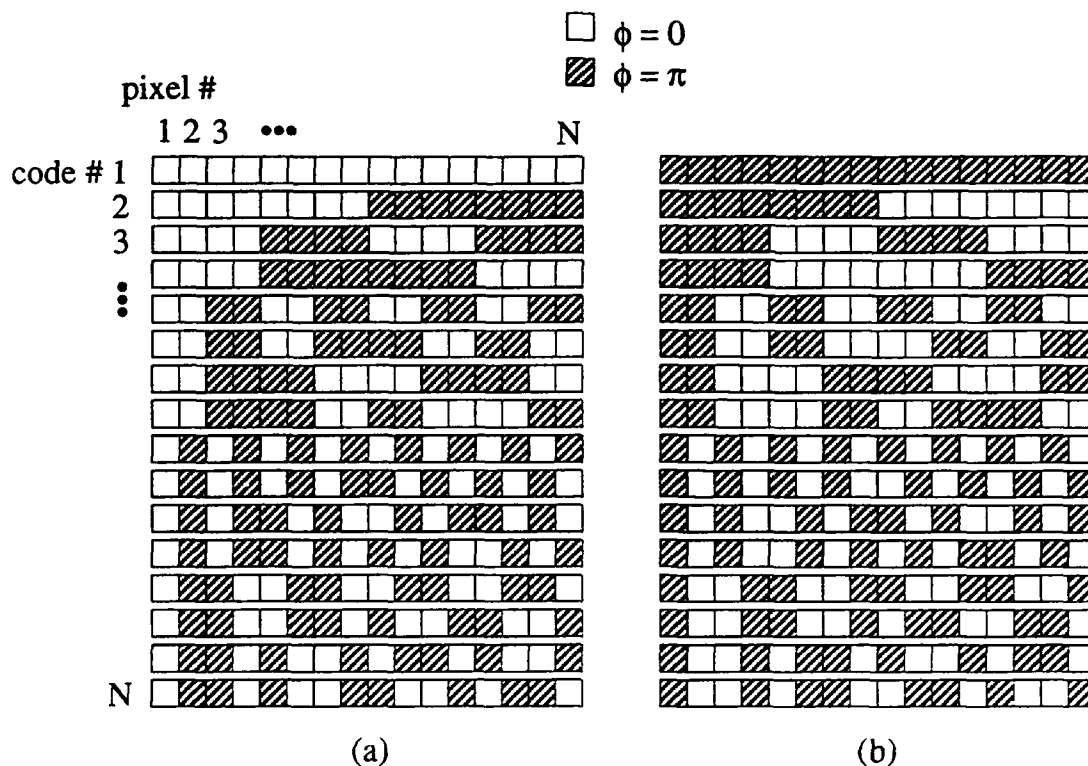 ϕ = 0
ϕ = π
pixel #
1 2 3 ••• N
code # 1
2
3
N
(a) (b)